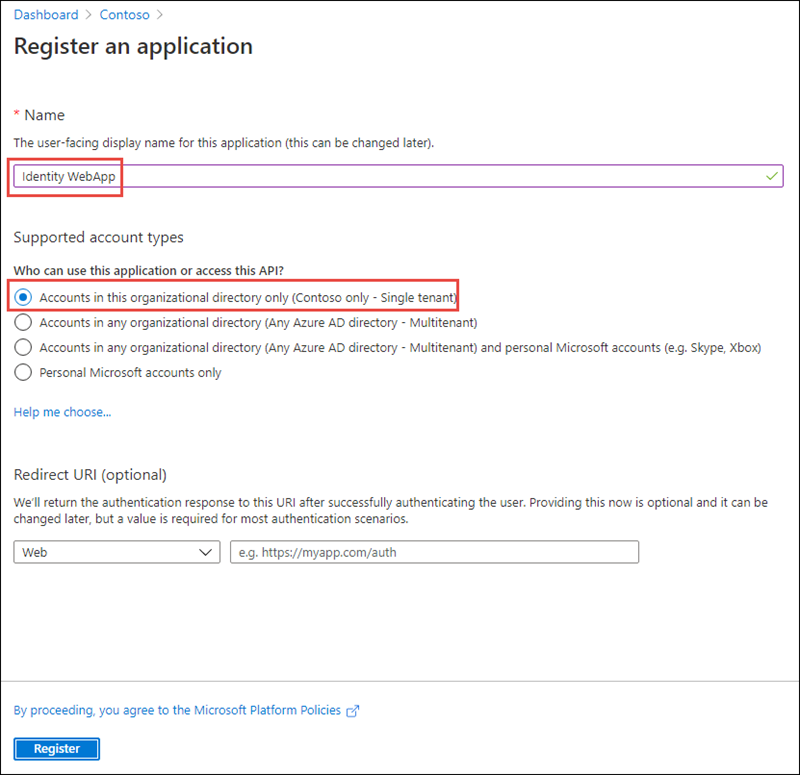 Dashboard > Contoso >
Register an application
* Name
The user-facing display name for this application (this can be changed later).
Identity WebApp
Supported account types
Who can use this application or access this API?
Accounts in this organizational directory only (Contoso only - Single tenant)
Accounts in any organizational directory (Any Azure AD directory - Multitenant)
Accounts in any organizational directory (Any Azure AD directory - Multitenant) and personal Microsoft accounts (e.g. Skype, Xbox)
Personal Microsoft accounts only
Help me choose...
Redirect URI (optional)
We'll return the authentication response to this URI after successfully authenticating the user. Providing this now is optional and it can be
changed later, but a value is required for most authentication scenarios.
Web e.g. https://myapp.com/auth
By proceeding, you agree to the Microsoft Platform Policies
Register